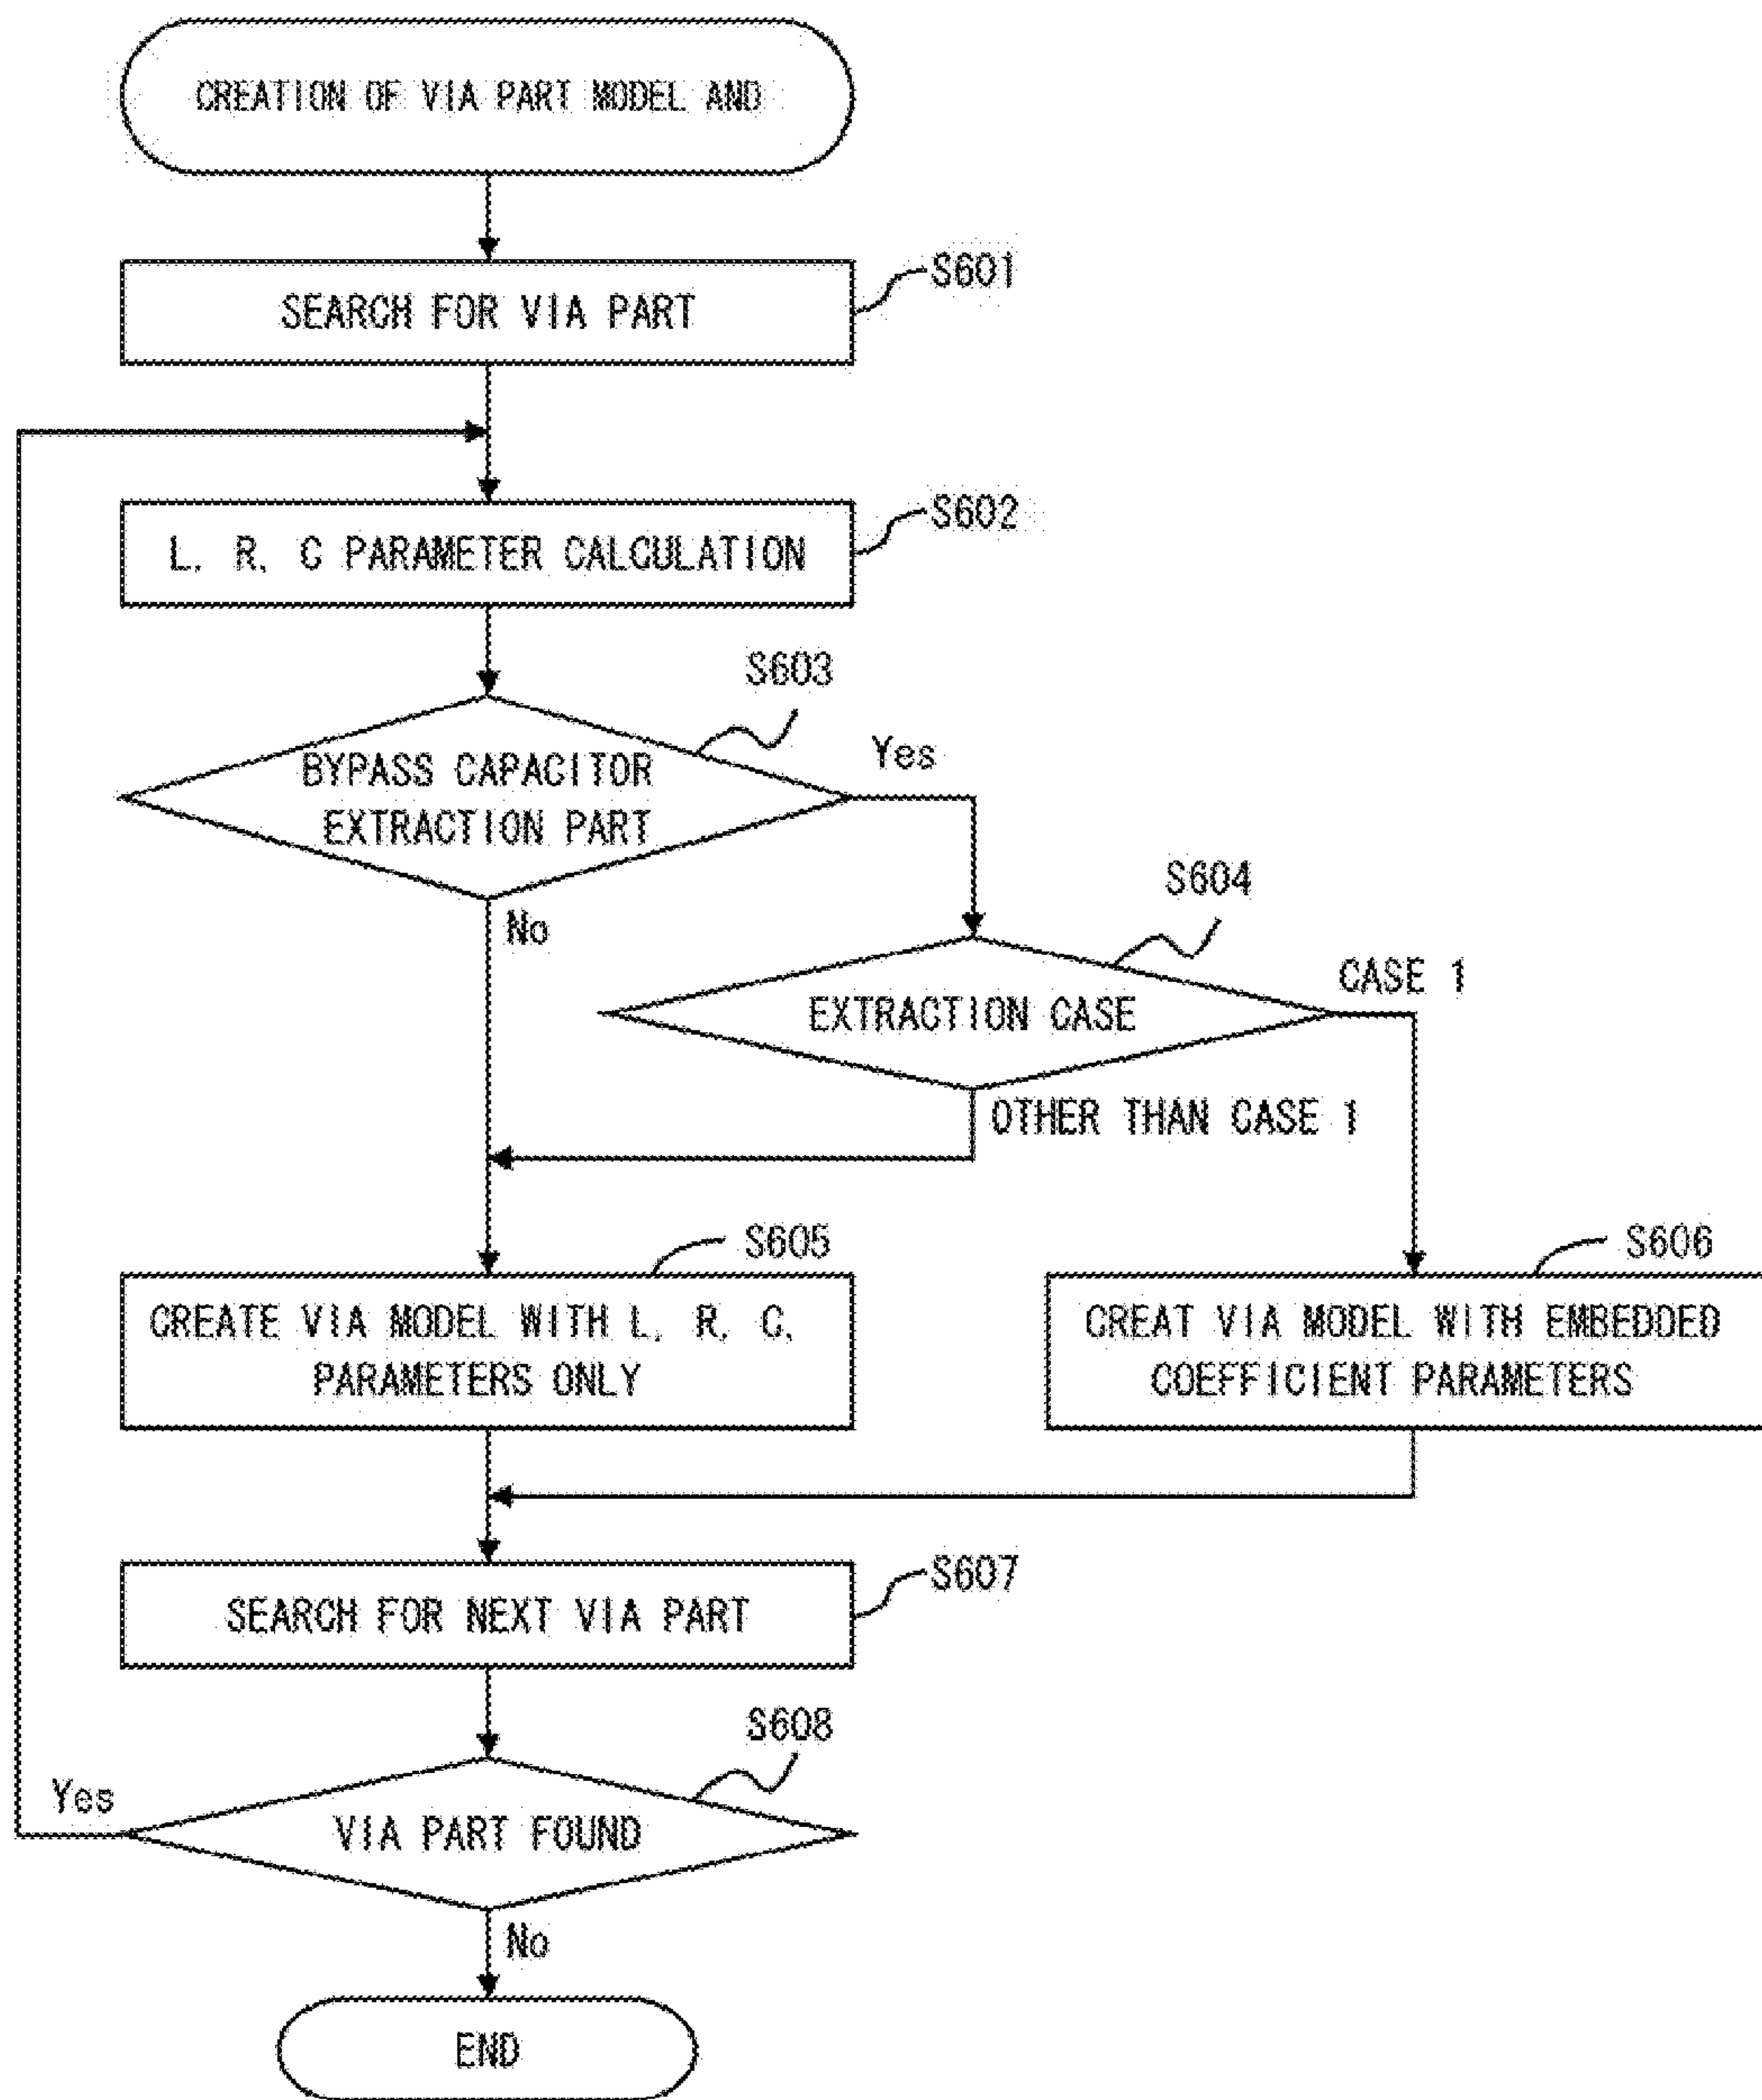 CREATION OF VIA PART MODEL AND
SEARCH FOR VIA PART
S601
L, R, C PARAMETER CALCULATION
S602
S603
BYPASS CAPACITOR
EXTRACTION PART
Yes
No
S604
EXTRACTION CASE
CASE 1
OTHER THAN CASE 1
S605
CREATE VIA MODEL WITH L, R, C,
PARAMETERS ONLY
S606
CREAT VIA MODEL WITH EMBEDDED
COEFFICIENT PARAMETERS
SEARCH FOR NEXT VIA PART
S607
S608
Yes
VIA PART FOUND
No
END